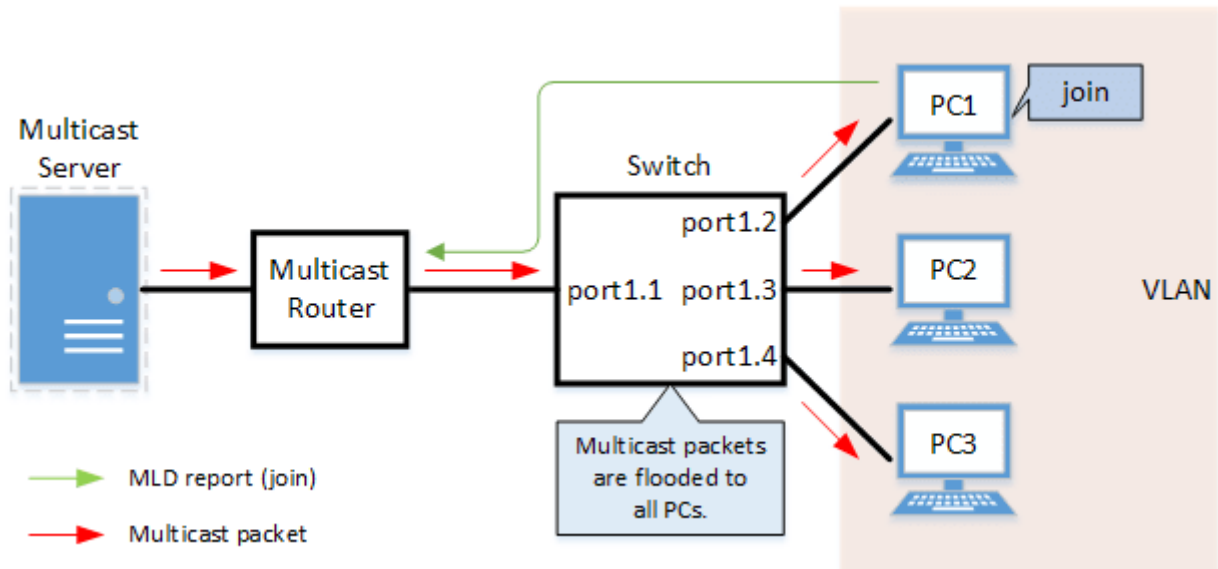 Multicast
Server
Multicast
Router
Switch
port1.1
port1.2
port1.3
port1.4
Multicast packets
are flooded to
all PCs.
PC1
join
PC2
PC3
VLAN
MLD report (join)
Multicast packet